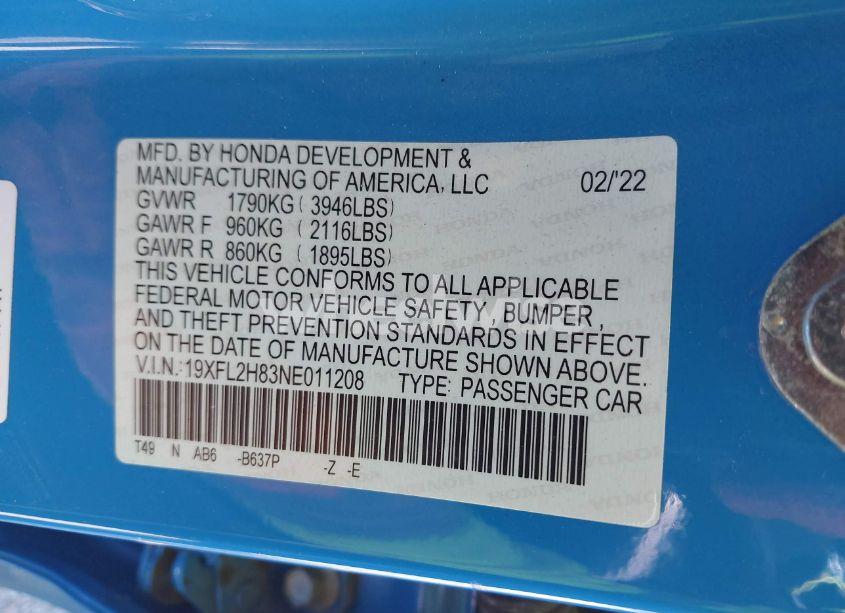 MFD. BY HONDA DEVELOPMENT &
MANUFACTURING OF AMERICA, LLC 02/'22
GVWR 1790KG ( 3946LBS)
GAWR F 960KG ( 2116LBS)
GAWR R 860KG ( 1895LBS)
THIS VEHICLE CONFORMS TO ALL APPLICABLE
FEDERAL MOTOR VEHICLE SAFETY, BUMPER ,
AND THEFT PREVENTION STANDARDS IN EFFECT
ON THE DATE OF MANUFACTURE SHOWN ABOVE.
V.I.N.: 19XFL2H83NE011208 TYPE: PASSENGER CAR
T49 N AB6 -B637P -Z -E